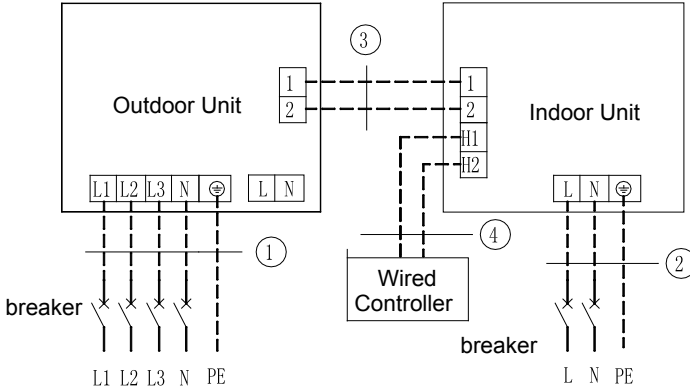 ③
1
1
Outdoor Unit
2
2
Indoor Unit
H1
H2
L1 L2 L3 N
L N
L N
①
④
②
Wired
Controller
breaker
breaker
L1 L2 L3 N PE
L N PE